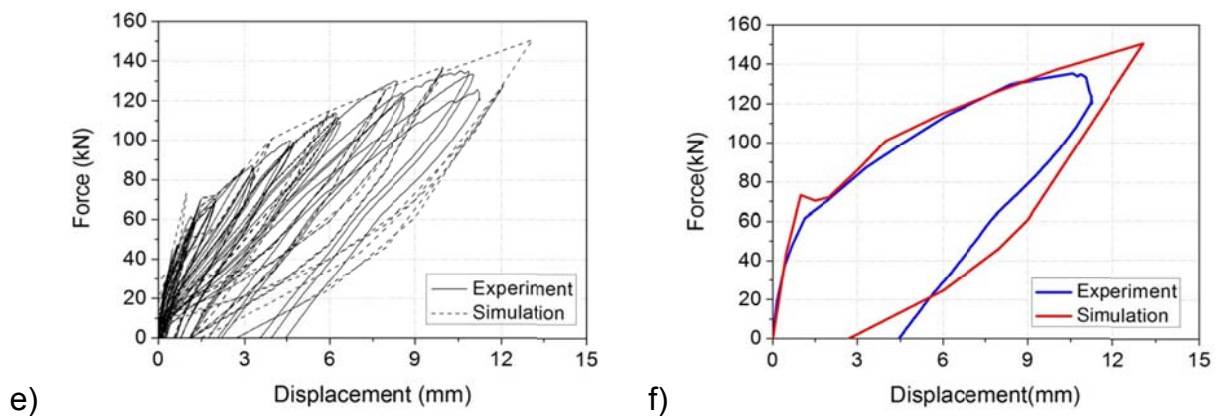 160
140
120
100
80
60
40
20
0
Force (kN)
0 3 6 9 12 15
Displacement (mm)
Experiment
Simulation
e)
160
140
120
100
80
60
40
20
0
Force(kN)
0 3 6 9 12 15
Displacement(mm)
Experiment
Simulation
f)